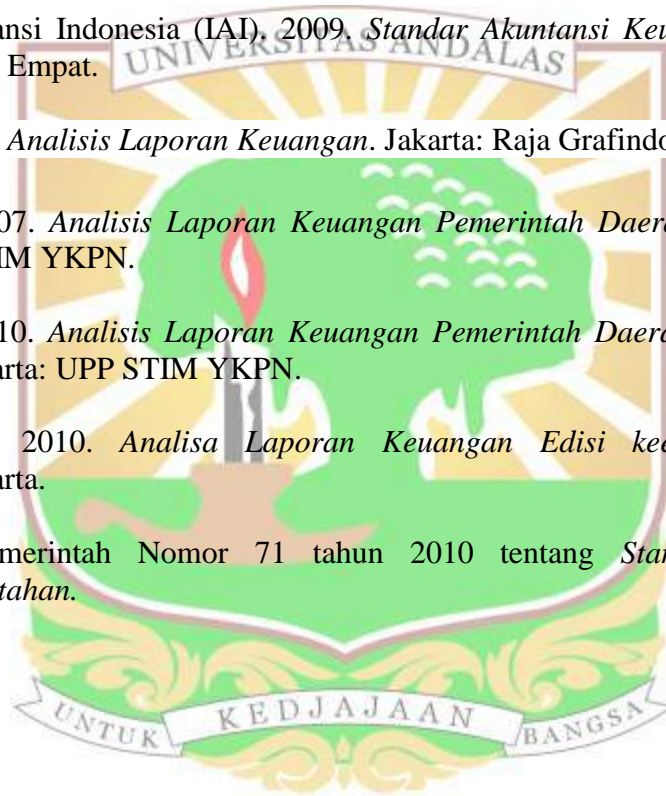 ansi Indonesia (IAI). 2009. Standar Akuntansi Keu
Empat.
UNIVERSITAS ANDALAS
Analisis Laporan Keuangan. Jakarta: Raja Grafindo
07. Analisis Laporan Keuangan Pemerintah Daera
IM YKPN.
10. Analisis Laporan Keuangan Pemerintah Daera
arta: UPP STIM YKPN.
2010. Analisa Laporan Keuangan Edisi kee
arta.
merintah Nomor 71 tahun 2010 tentang Stan
tahan.
UNTUK KEDJAJAAN BANGSA